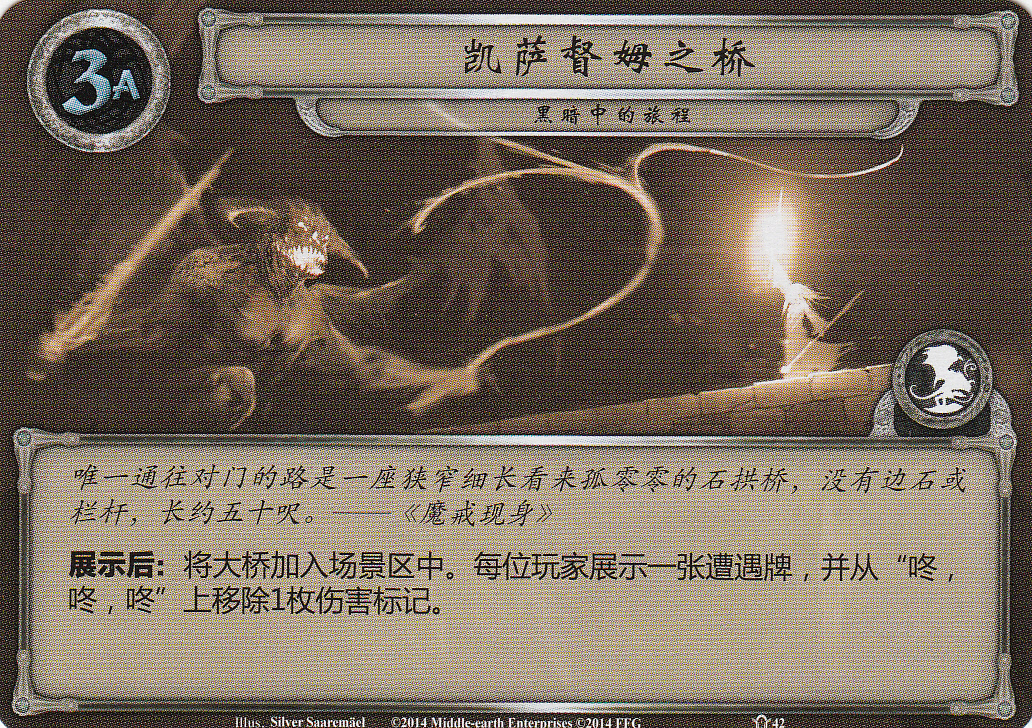 3A
凯萨督姆之桥
黑暗中的旅程
唯一通往对门的路是一座狭窄细长看来孤零零的石拱桥，没有边石或
栏杆，长约五十呎。——《魔戒现身》
展示后：将大桥加入场景区中。每位玩家展示一张遭遇牌，并从“咚，
咚，咚”上移除1枚伤害标记。
Illus. Silver Saaremäel ©2014 Middle-earth Enterprises ©2014 FFG 42